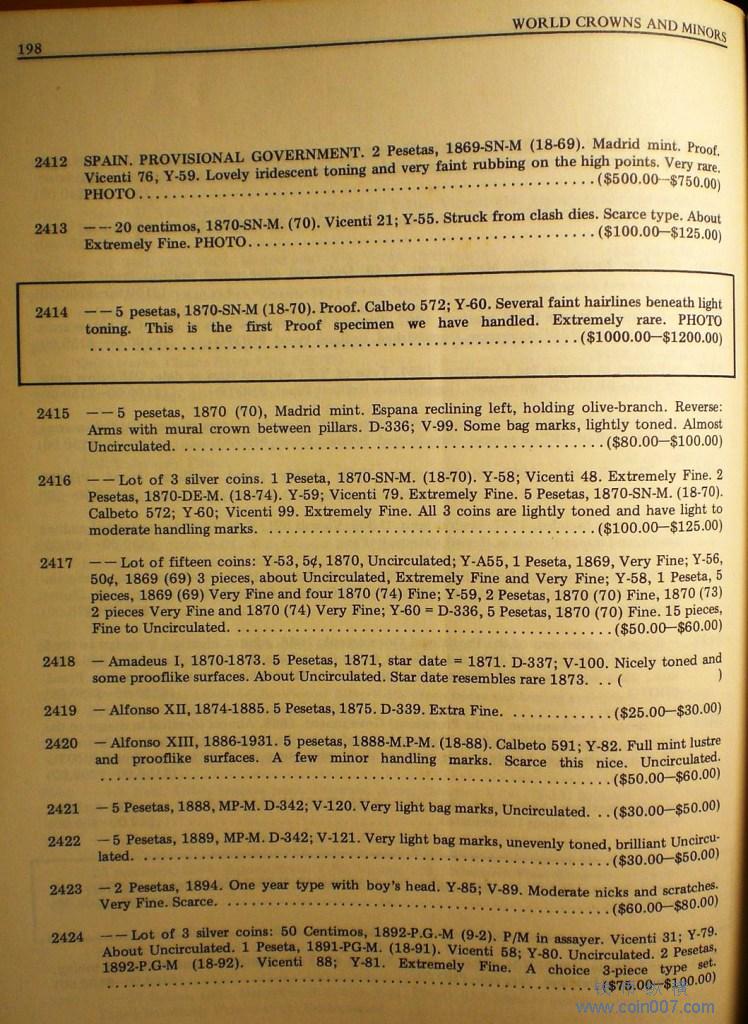 198
WORLD CROWNS AND MINORS
2412 SPAIN. PROVISIONAL GOVERNMENT. 2 Pesetas, 1869-SN-M (18-69). Madrid mint. Proof.
Vicenti 76, Y-59. Lovely iridescent toning and very faint rubbing on the high points. Very rare.
PHOTO. . . . . . . . . . . . . . . . . . . . . . . . . . . . . . . . . . . . . . . . . . ($500.00—$750.00)
2413 — — 20 centimos, 1870-SN-M. (70). Vicenti 21; Y-55. Struck from clash dies. Scarce type. About
Extremely Fine. PHOTO. . . . . . . . . . . . . . . . . . . . . . . . . . . . . . . ($100.00—$125.00)
2414 — — 5 pesetas, 1870-SN-M (18-70). Proof. Calbeto 572; Y-60. Several faint hairlines beneath light
toning. This is the first Proof specimen we have handled. Extremely rare. PHOTO
. . . . . . . . . . . . . . . . . . . . . . . . . . . . . . . . . . . . . . . . . . . . ($1000.00—$1200.00)
2415 — — 5 pesetas, 1870 (70), Madrid mint. Espana reclining left, holding olive-branch. Reverse:
Arms with mural crown between pillars. D-336; V-99. Some bag marks, lightly toned. Almost
Uncirculated. . . . . . . . . . . . . . . . . . . . . . . . . . . . . . . . . . . . . . . ($80.00—$100.00)
2416 — — Lot of 3 silver coins. 1 Peseta, 1870-SN-M. (18-70). Y-58; Vicenti 48. Extremely Fine. 2
Pesetas, 1870-DE-M. (18-74). Y-59; Vicenti 79. Extremely Fine. 5 Pesetas, 1870-SN-M. (18-70).
Calbeto 572; Y-60; Vicenti 99. Extremely Fine. All 3 coins are lightly toned and have light to
moderate handling marks. . . . . . . . . . . . . . . . . . . . . . . . . . . . . . ($100.00—$125.00)
2417 — — Lot of fifteen coins: Y-53, 5¢, 1870, Uncirculated; Y-A55, 1 Peseta, 1869, Very Fine; Y-56,
50¢, 1869 (69) 3 pieces, about Uncirculated, Extremely Fine and Very Fine; Y-58, 1 Peseta, 5
pieces, 1869 (69) Very Fine and four 1870 (74) Fine; Y-59, 2 Pesetas, 1870 (70) Fine, 1870 (73)
2 pieces Very Fine and 1870 (74) Very Fine; Y-60 = D-336, 5 Pesetas, 1870 (70) Fine. 15 pieces,
Fine to Uncirculated. . . . . . . . . . . . . . . . . . . . . . . . . . . . . . . . . . . ($50.00—$60.00)
2418 — Amadeus I, 1870-1873. 5 Pesetas, 1871, star date = 1871. D-337; V-100. Nicely toned and
some prooflike surfaces. About Uncirculated. Star date resembles rare 1873. . . ( )
2419 — Alfonso XII, 1874-1885. 5 Pesetas, 1875. D-339. Extra Fine. . . . . . . . . . . . ($25.00—$30.00)
2420 — Alfonso XIII, 1886-1931. 5 pesetas, 1888-M.P-M. (18-88). Calbeto 591; Y-82. Full mint lustre
and prooflike surfaces. A few minor handling marks. Scarce this nice. Uncirculated.
. . . . . . . . . . . . . . . . . . . . . . . . . . . . . . . . . . . . . . . . . . . . . . . . ($50.00—$60.00)
2421 — 5 Pesetas, 1888, MP-M. D-342; V-120. Very light bag marks, Uncirculated. . . ($30.00—$50.00)
2422 — 5 Pesetas, 1889, MP-M. D-342; V-121. Very light bag marks, unevenly toned, brilliant Uncircu-
lated. . . . . . . . . . . . . . . . . . . . . . . . . . . . . . . . . . . . . . . . . . . . ($30.00—$50.00)
2423 — 2 Pesetas, 1894. One year type with boy's head. Y-85; V-89. Moderate nicks and scratches.
Very Fine. Scarce. . . . . . . . . . . . . . . . . . . . . . . . . . . . . . . . . . . . ($60.00—$80.00)
2424 — — Lot of 3 silver coins: 50 Centimos, 1892-P.G.-M (9-2). P/M in assayer. Vicenti 31; Y-79.
About Uncirculated. 1 Peseta, 1891-PG-M. (18-91). Vicenti 58; Y-80. Uncirculated. 2 Pesetas,
1892-P.G-M (18-92). Vicenti 88; Y-81. Extremely Fine. A choice 3-piece type set.
. . . . . . . . . . . . . . . . . . . . . . . . . . . . . . . . . . . . . . . . . . . . . . . ($75.00—$100.00)
www.coin007.com